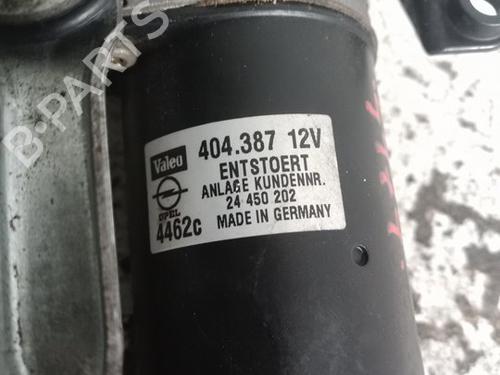 B-PARTS
Valeo 404.387 12V
ENTSTOERT
ANLAGE KUNDENNR.
OPEL 24 450 202
4462c MADE IN GERMANY